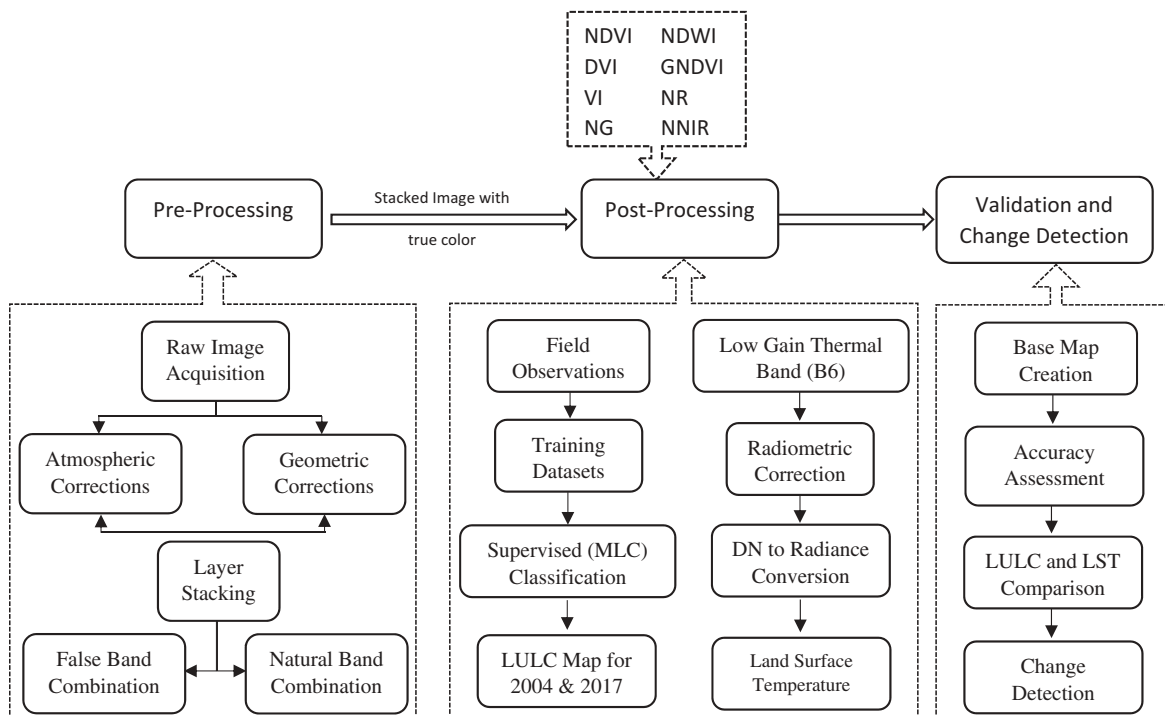 NDVI NDWI
DVI GNDVI
VI NR
NG NNIR
Pre-Processing
Stacked Image with
true color
Post-Processing
Validation and
Change Detection
Raw Image
Acquisition
Atmospheric
Corrections
Geometric
Corrections
Layer
Stacking
False Band
Combination
Natural Band
Combination
Field
Observations
Training
Datasets
Supervised (MLC)
Classification
LULC Map for
2004 & 2017
Low Gain Thermal
Band (B6)
Radiometric
Correction
DN to Radiance
Conversion
Land Surface
Temperature
Base Map
Creation
Accuracy
Assessment
LULC and LST
Comparison
Change
Detection